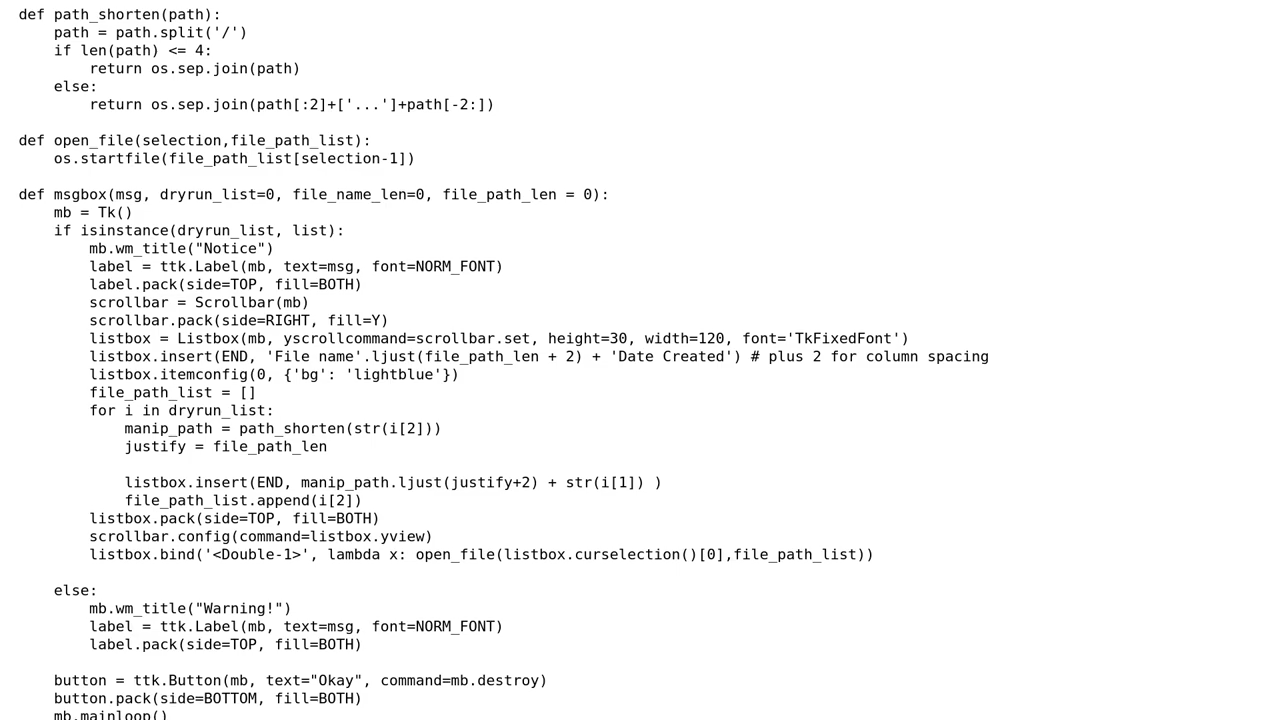 def path_shorten(path):
    path = path.split('/')
    if len(path) <= 4:
        return os.sep.join(path)
    else:
        return os.sep.join(path[:2]+['...']+path[-2:])

def open_file(selection,file_path_list):
    os.startfile(file_path_list[selection-1])

def msgbox(msg, dryrun_list=0, file_name_len=0, file_path_len = 0):
    mb = Tk()
    if isinstance(dryrun_list, list):
        mb.wm_title("Notice")
        label = ttk.Label(mb, text=msg, font=NORM_FONT)
        label.pack(side=TOP, fill=BOTH)
        scrollbar = Scrollbar(mb)
        scrollbar.pack(side=RIGHT, fill=Y)
        listbox = Listbox(mb, yscrollcommand=scrollbar.set, height=30, width=120, font='TkFixedFont')
        listbox.insert(END, 'File name'.ljust(file_path_len + 2) + 'Date Created') # plus 2 for column spacing
        listbox.itemconfig(0, {'bg': 'lightblue'})
        file_path_list = []
        for i in dryrun_list:
            manip_path = path_shorten(str(i[2]))
            justify = file_path_len

            listbox.insert(END, manip_path.ljust(justify+2) + str(i[1]) )
            file_path_list.append(i[2])
        listbox.pack(side=TOP, fill=BOTH)
        scrollbar.config(command=listbox.yview)
        listbox.bind('<Double-1>', lambda x: open_file(listbox.curselection()[0],file_path_list))

    else:
        mb.wm_title("Warning!")
        label = ttk.Label(mb, text=msg, font=NORM_FONT)
        label.pack(side=TOP, fill=BOTH)

    button = ttk.Button(mb, text="Okay", command=mb.destroy)
    button.pack(side=BOTTOM, fill=BOTH)
    mb.mainloop()